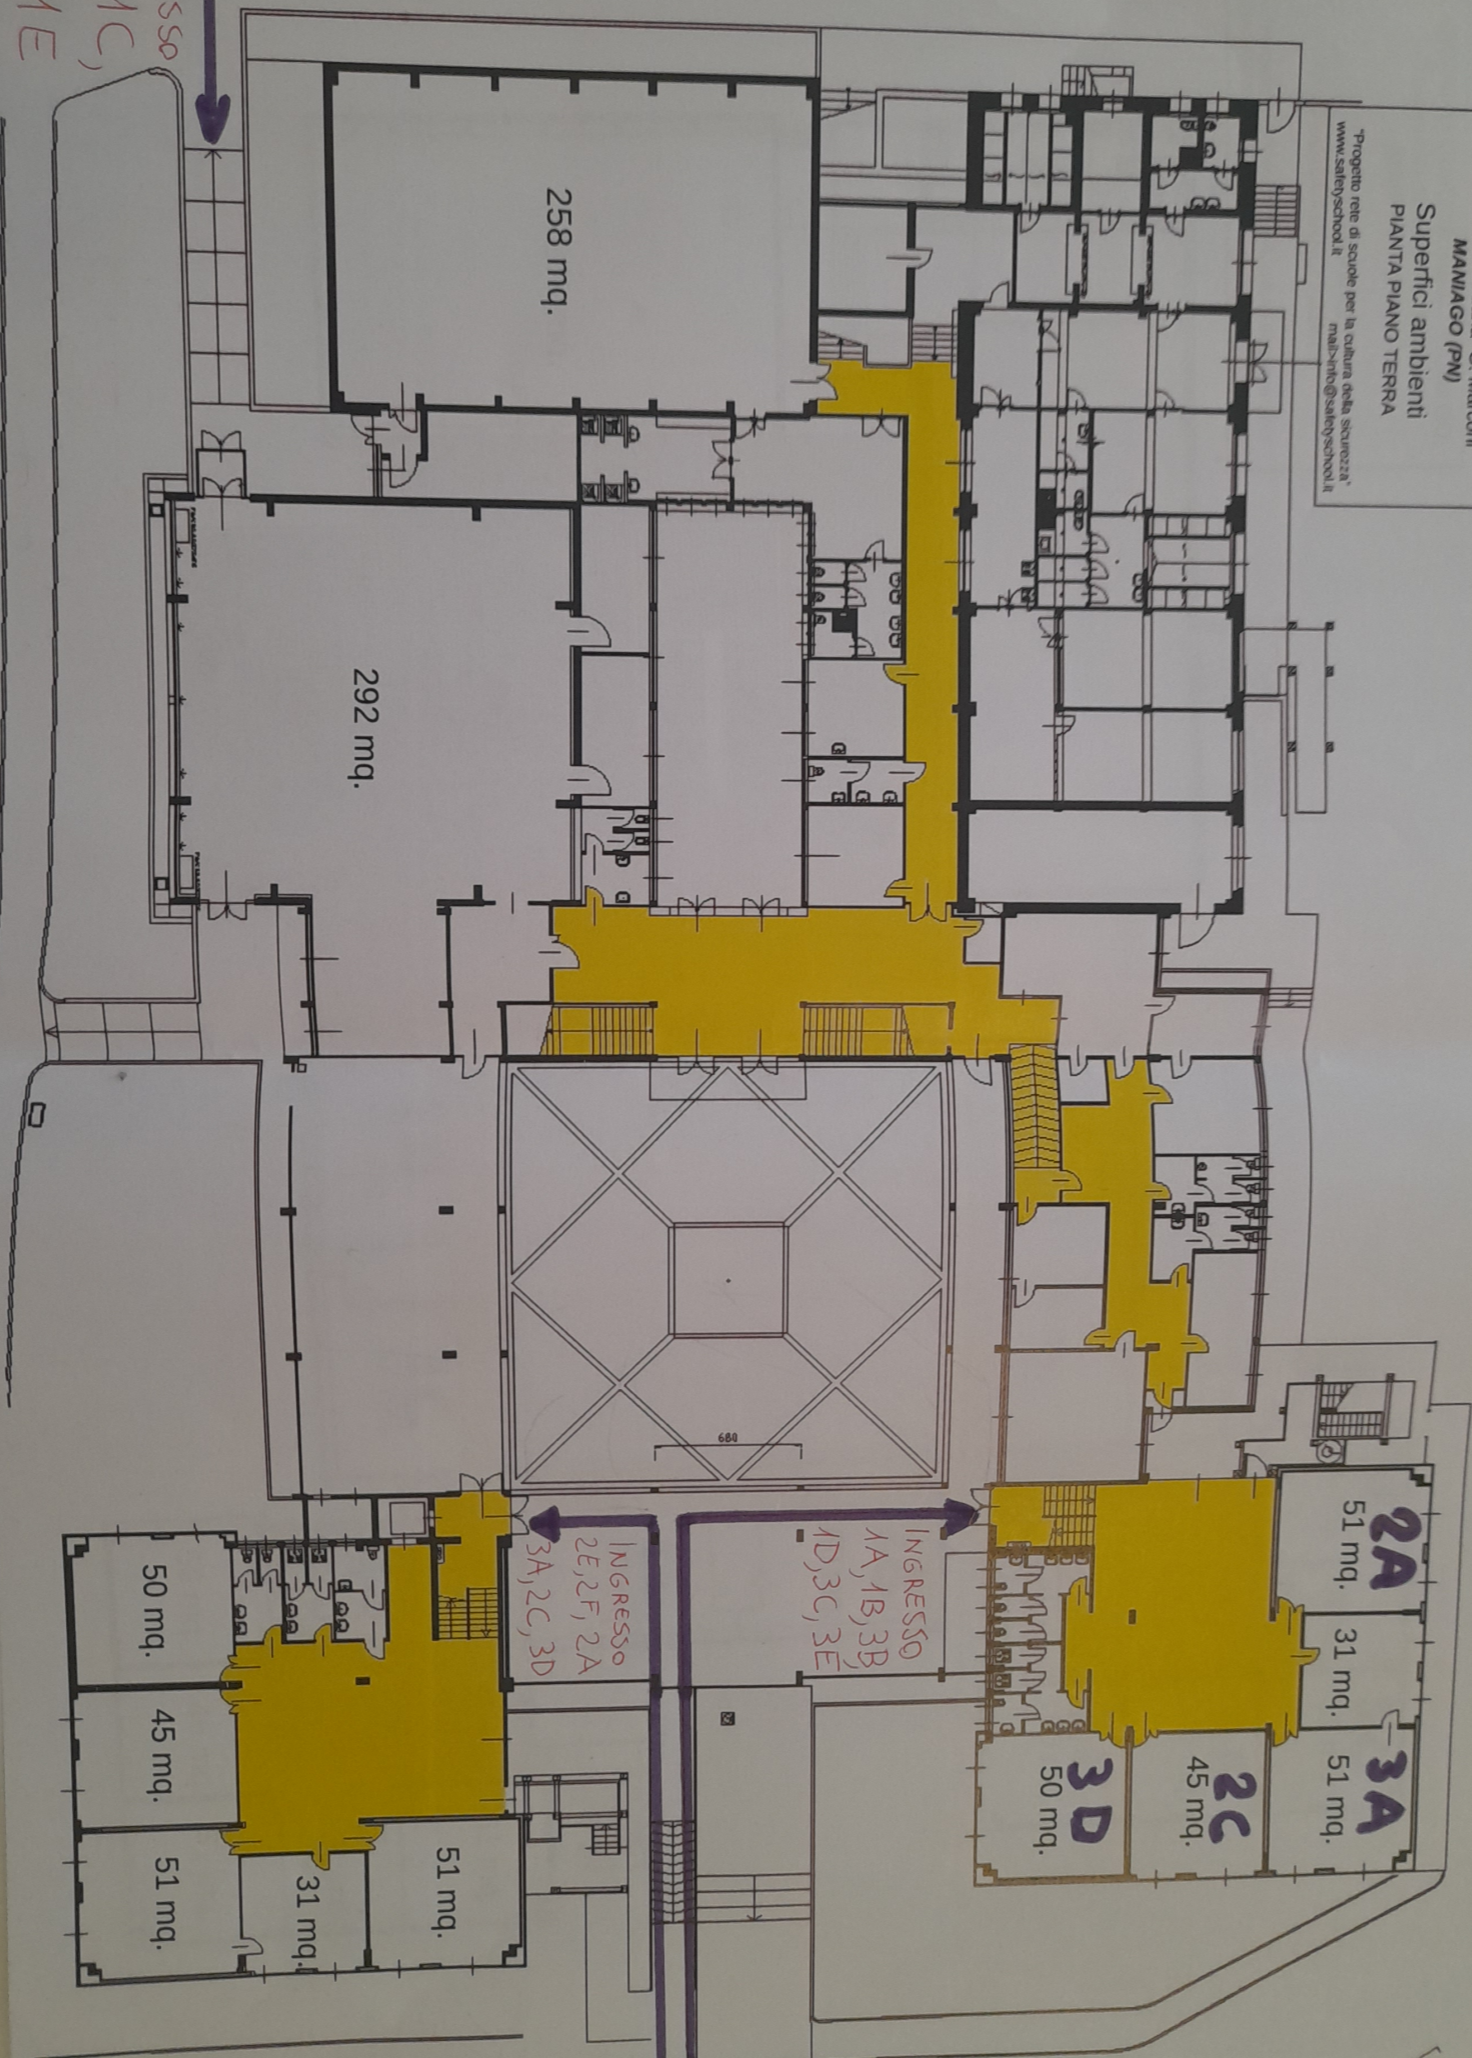 MANIAGO (PN)
Superfici ambienti
PIANTA PIANO TERRA
"Progetto rete di scuole per la cultura della sicurezza"
www.safetyschool.it mail>info@safetyschool.it
1C,
1E
258 mq.
292 mq.
680
INGRESSO
1A, 1B, 3B,
1D, 3C, 3E
INGRESSO
2E, 2F, 2A
3A, 2C, 3D
2A
51 mq.
31 mq.
3A
51 mq.
2C
45 mq.
3D
50 mq.
50 mq.
45 mq.
51 mq.
31 mq.
51 mq.